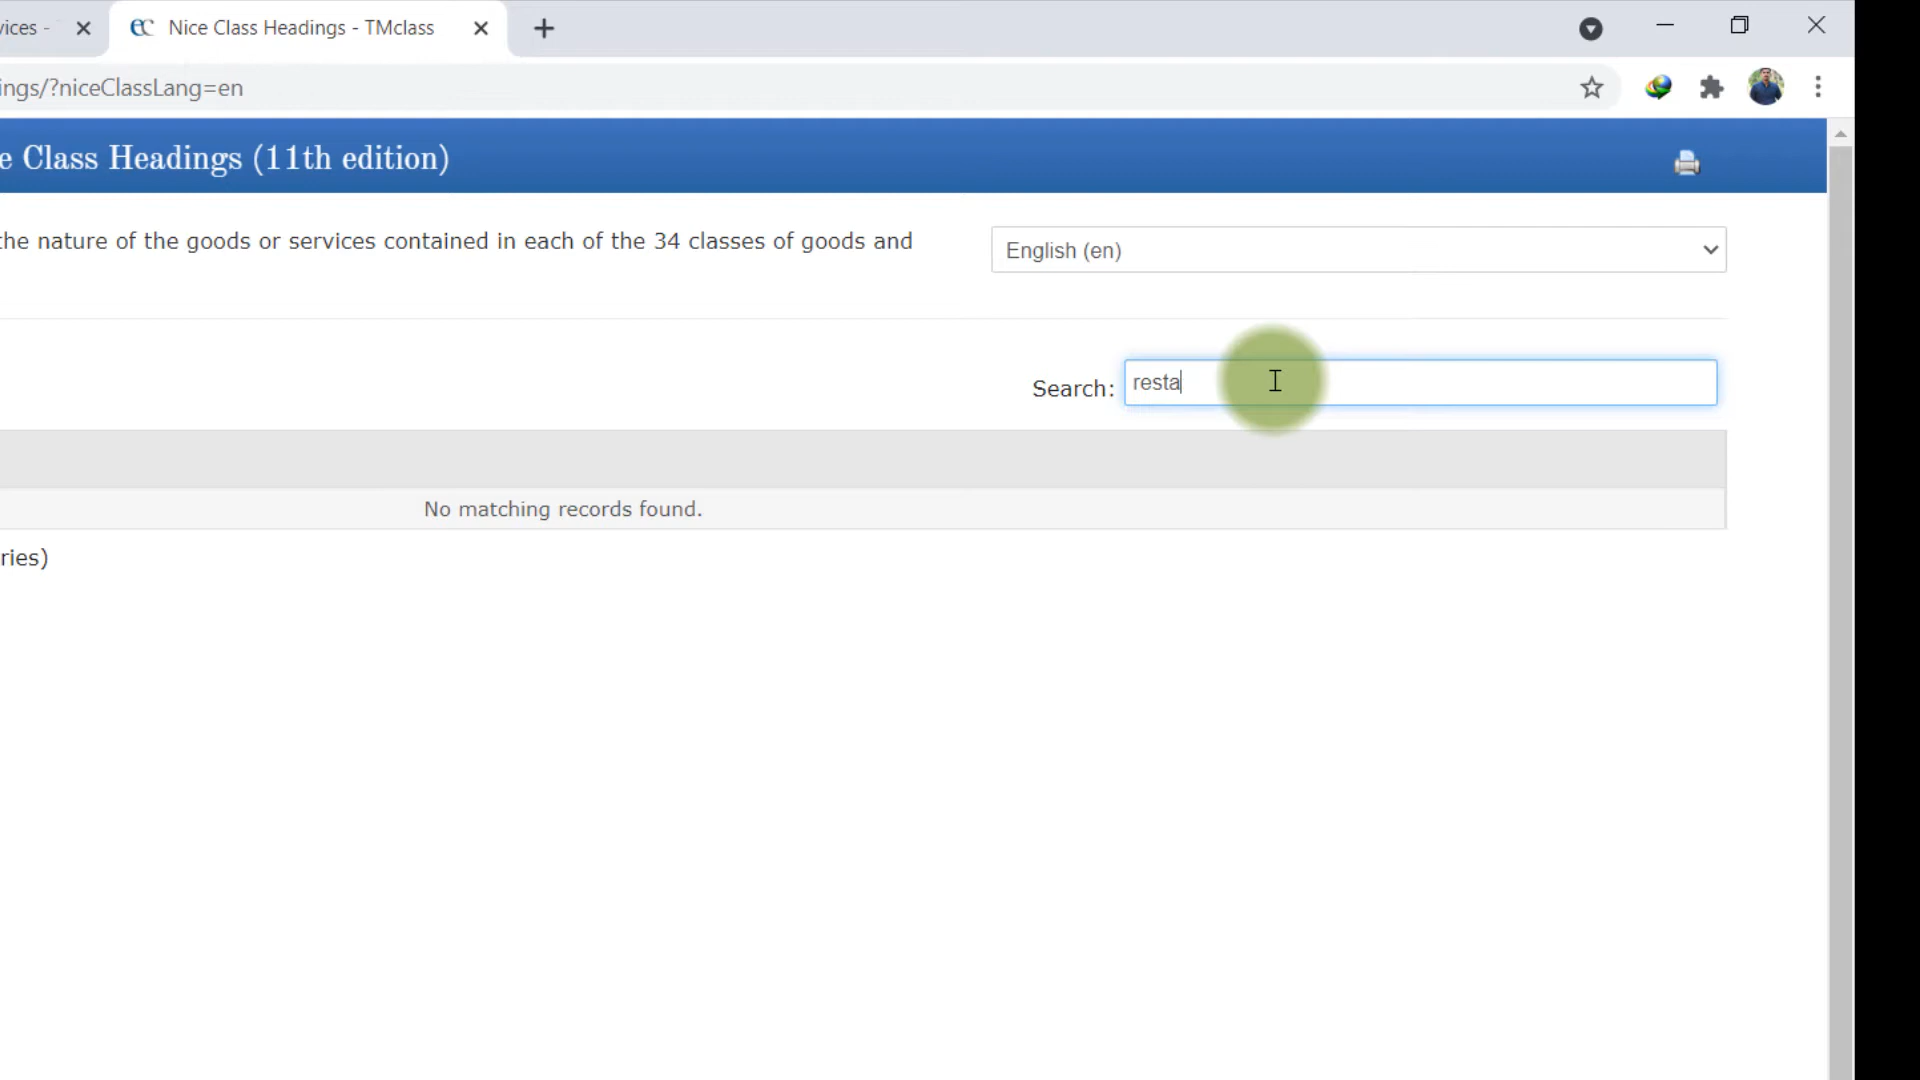 vices -
Nice Class Headings - TMclass
ings/?niceClassLang=en
e Class Headings (11th edition)
the nature of the goods or services contained in each of the 34 classes of goods and
English (en)
Search: resta
No matching records found.
ries)